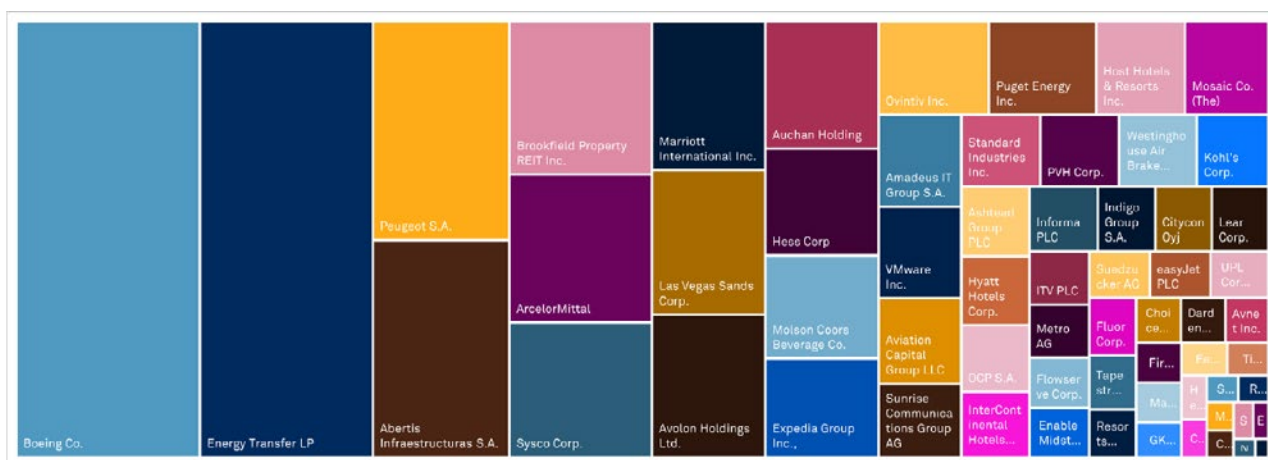 Boeing Co.
Energy Transfer LP
Peugeot S.A.
Abertis
Infraestructuras S.A.
Brookfield Property
REIT Inc.
ArcelorMittal
Sysco Corp.
Marriott
International Inc.
Las Vegas Sands
Corp.
Avolon Holdings
Ltd.
Auchan Holding
Hess Corp
Molson Coors
Beverage Co.
Expedia Group
Inc.,
Ovintiv Inc.
Puget Energy
Inc.
Host Hotels
& Resorts
Inc.
Mosaic Co.
(The)
Amadeus IT
Group S.A.
VMware
Inc.
Aviation
Capital
Group LLC
Sunrise
Communica
tions Group
AG
Standard
Industries
Inc.
PVH Corp.
Westingho
use Air
Brake...
Kohl's
Corp.
Ashtead
Group
PLC
Informa
PLC
Indigo
Group
S.A.
Citycon
Oyj
Lear
Corp.
Hyatt
Hotels
Corp.
ITV PLC
Suedzu
cker AG
easyJet
PLC
UPL
Cor...
OCP S.A.
Metro
AG
Fluor
Corp.
Choi
ce...
Dard
en...
Avne
t Inc.
InterCont
inental
Hotels...
Flowser
ve Corp.
Tape
str...
Fir...
Ti...
Enable
Midst...
Resor
ts...
Ma...
GK...
H
e...
C...
S...
R...
M...
C...
S
E
N